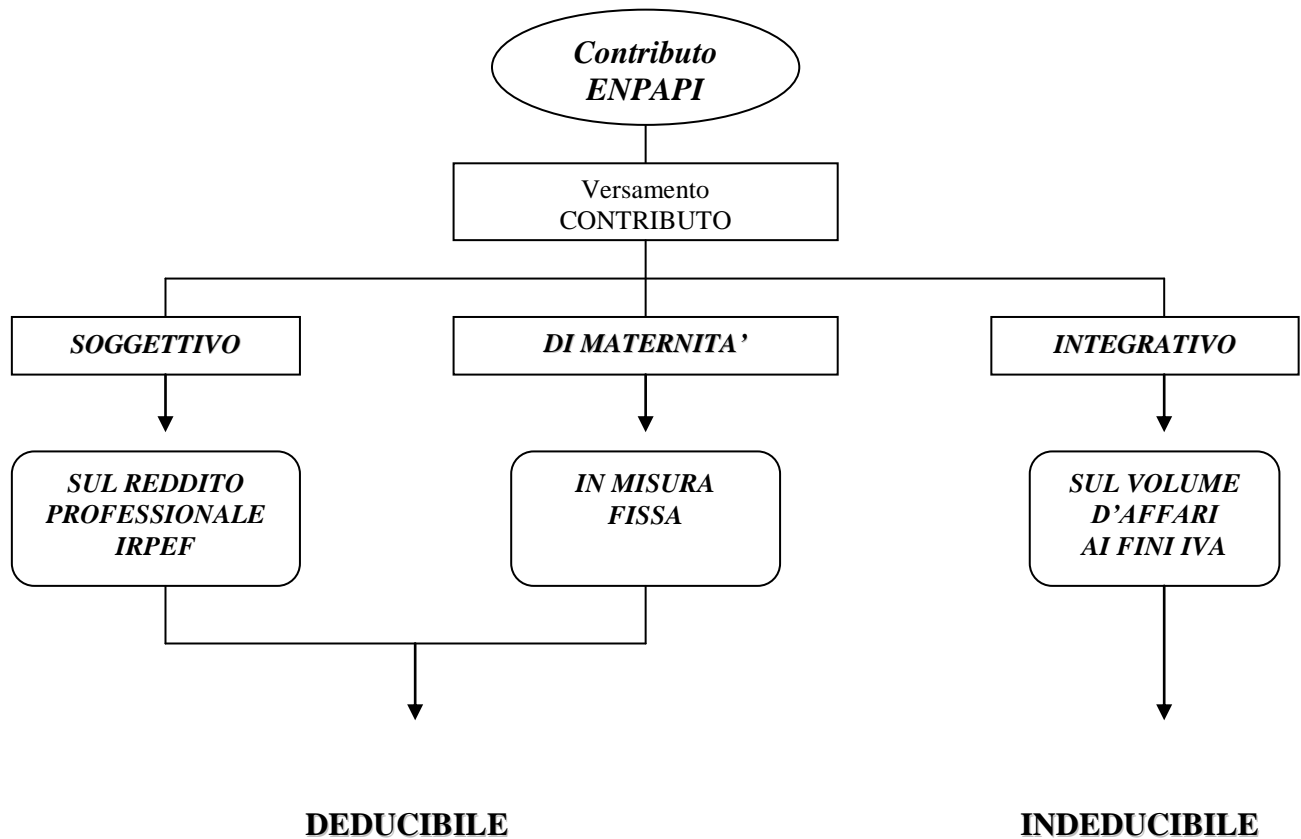 Contributo
ENPAPI
Versamento
CONTRIBUTO
SOGGETTIVO
DI MATERNITA’
INTEGRATIVO
SUL REDDITO
PROFESSIONALE
IRPEF
IN MISURA
FISSA
SUL VOLUME
D’AFFARI
AI FINI IVA
DEDUCIBILE
INDEDUCIBILE